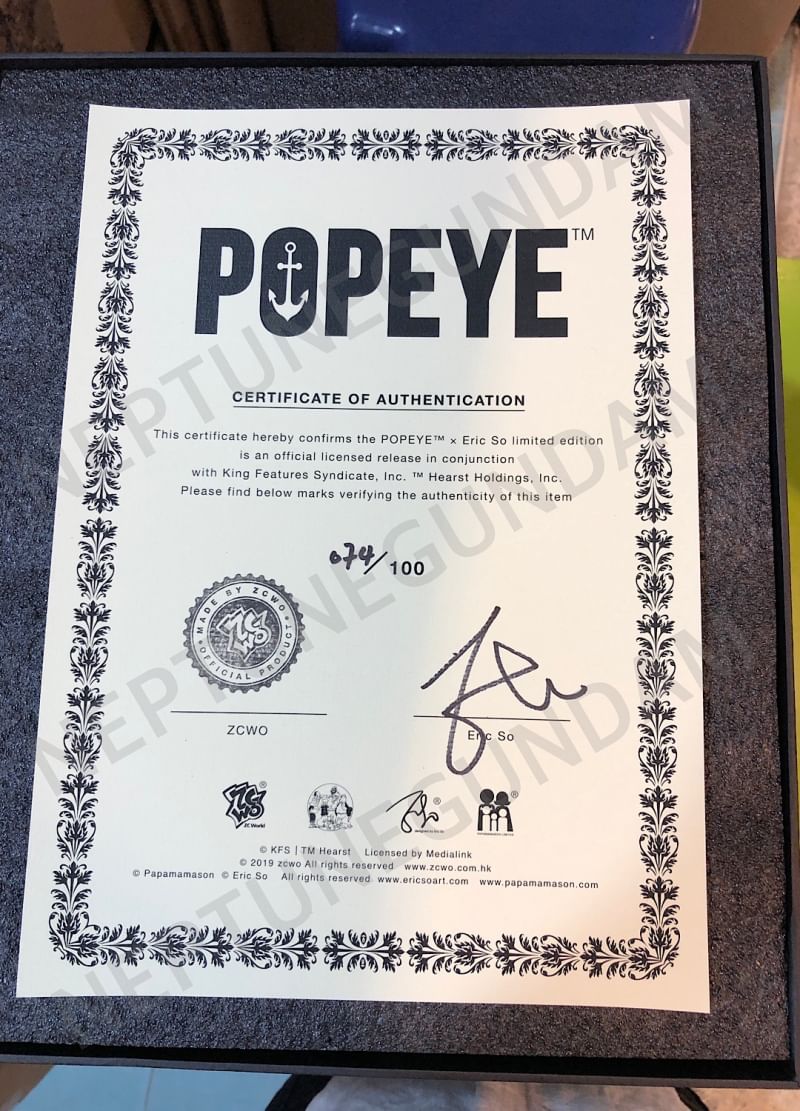 POPEYE™
CERTIFICATE OF AUTHENTICATION
This certificate hereby confirms the POPEYE™ × Eric So limited edition
is an official licensed release in conjunction
with King Features Syndicate, Inc. ™ Hearst Holdings, Inc.
Please find below marks verifying the authenticity of this item
074/100
MADE BY ZCWO
OFFICIAL PRODUCT
ZCWO
Eric So
ZC World
© KFS | TM Hearst Licensed by Medialink
© 2019 zcwo All rights reserved www.zcwo.com.hk
© Papamamason © Eric So All rights reserved. www.ericsoart.com www.papamamason.com
NEPTUNEGUNDAM
NEPTUNEGUNDAM
NEPTUNEGUNDAM
NEPTUNEGUNDAM